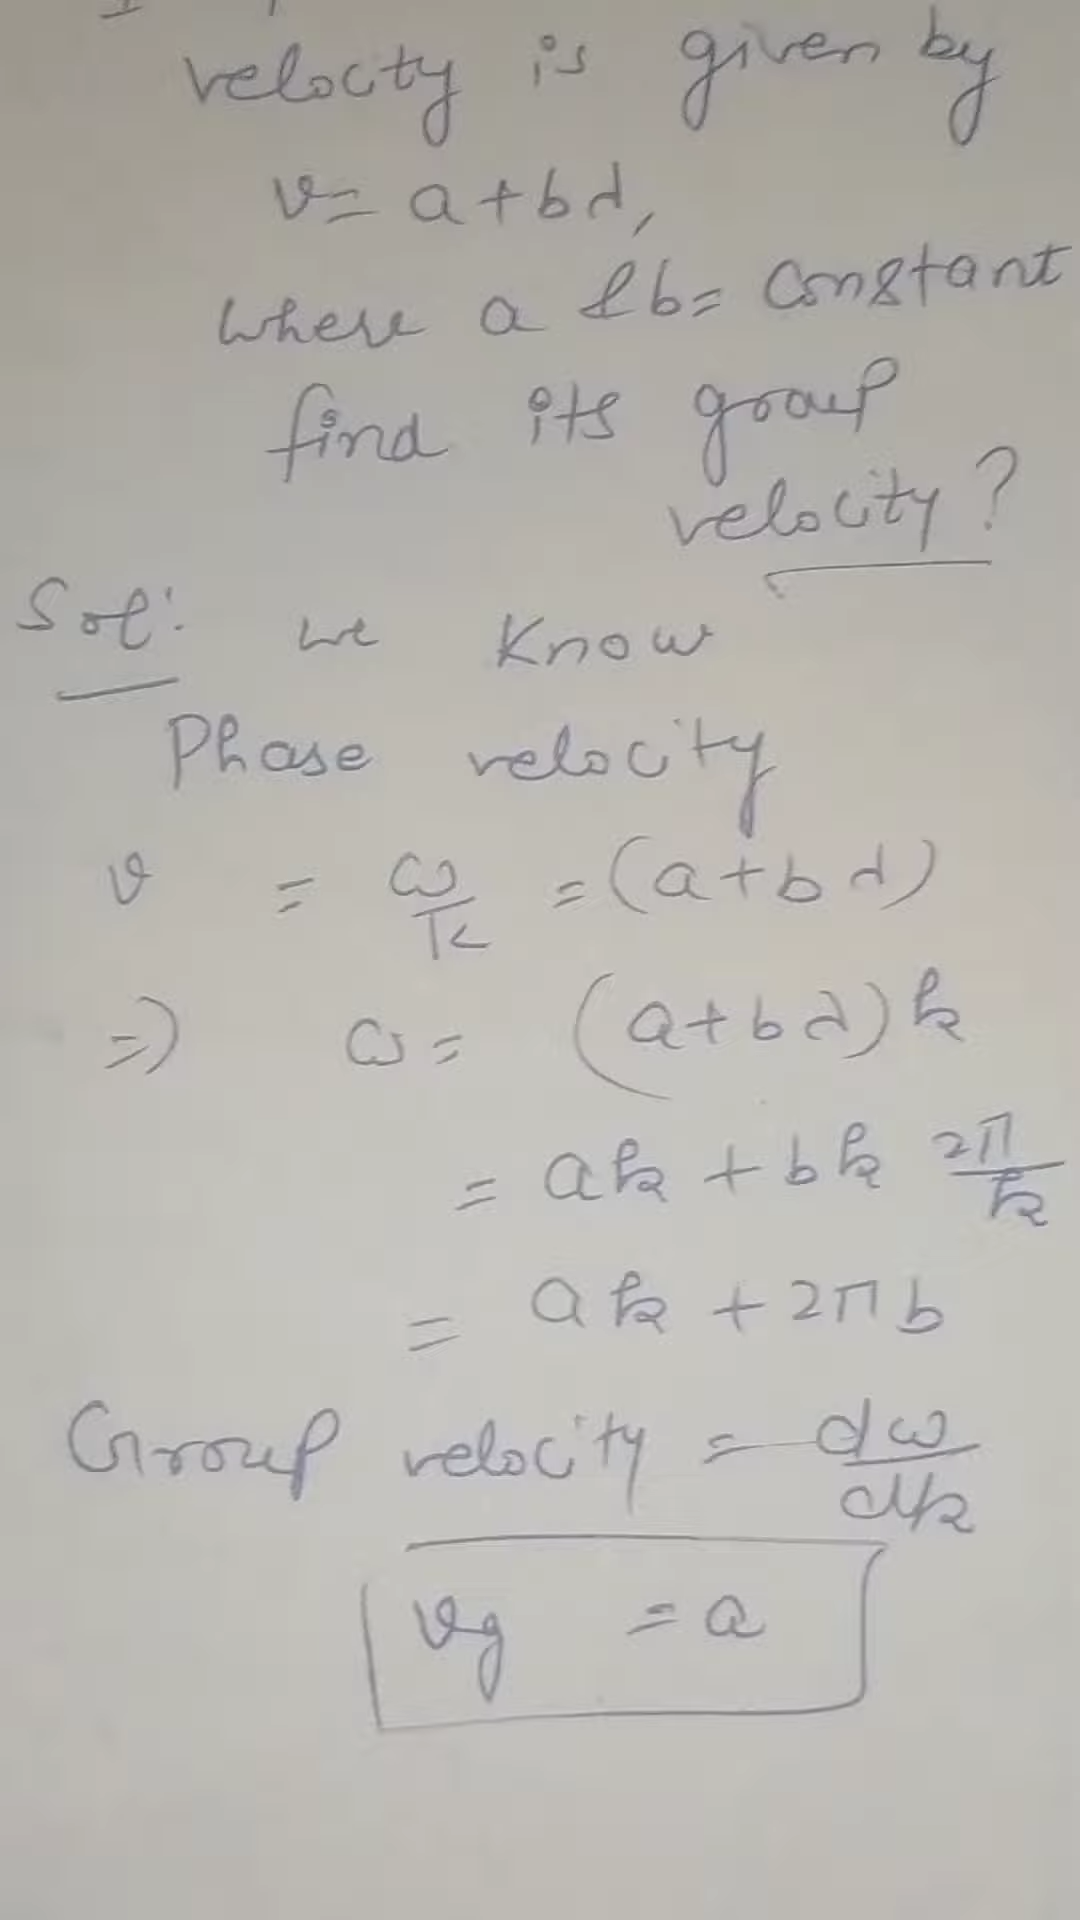 velocity is given by
v = a + bλ,
where a & b = constant
find its group
velocity?
Sol: we know
Phase velocity
v = ω/k = (a + bλ)
⇒ ω = (a + bλ) k
= ak + bk 2π/k
= ak + 2πb
Group velocity = dω/dk
vg = a